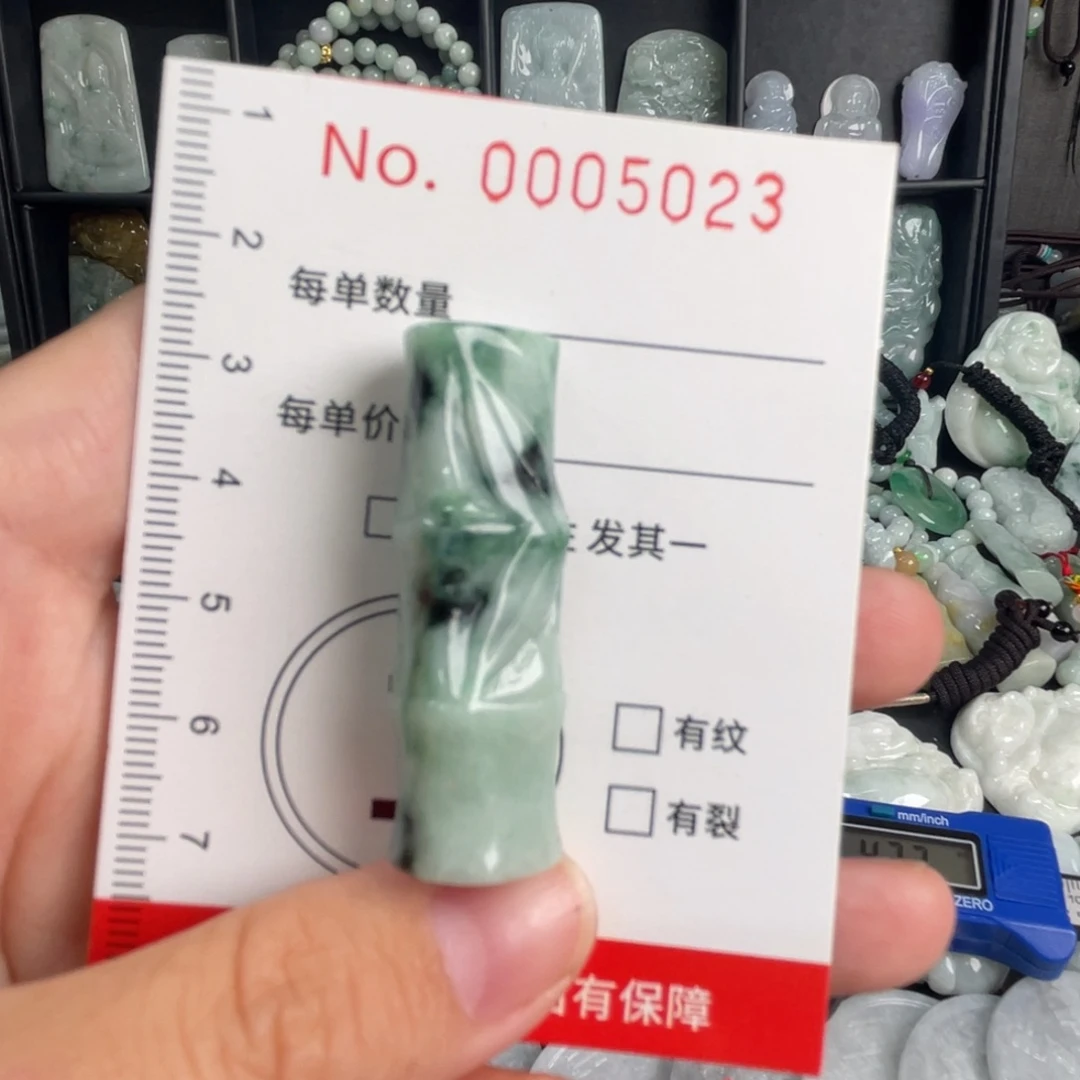 No. 0005023
每单数量
每单价
发其一
有纹
有裂
有保障
1
2
3
4
5
6
7
mm/inch
ZERO